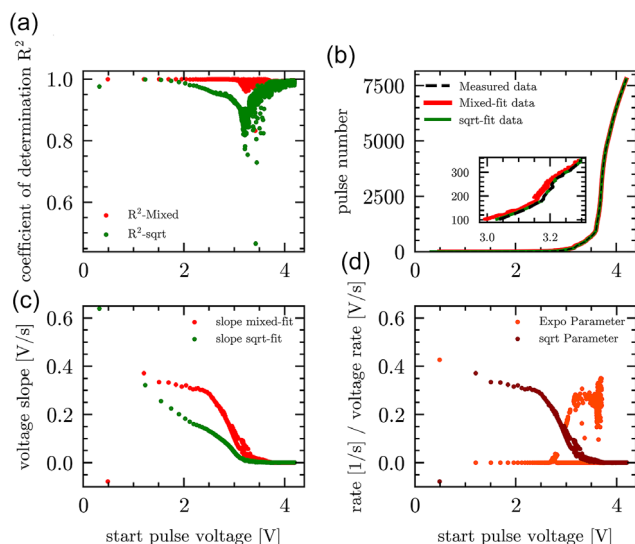 (a)
coefficient of determination R²
1.0
0.8
0.6
R²-Mixed
R²-sqrt
0
2
4
(b)
pulse number
7500
5000
2500
0
Measured data
Mixed-fit data
sqrt-fit data
300
200
100
3.0
3.2
0
2
4
(c)
voltage slope [V/s]
0.6
0.4
0.2
0.0
slope mixed-fit
slope sqrt-fit
0
2
4
start pulse voltage [V]
(d)
rate [1/s] / voltage rate [V/s]
0.6
0.4
0.2
0.0
Expo Parameter
sqrt Parameter
0
2
4
start pulse voltage [V]